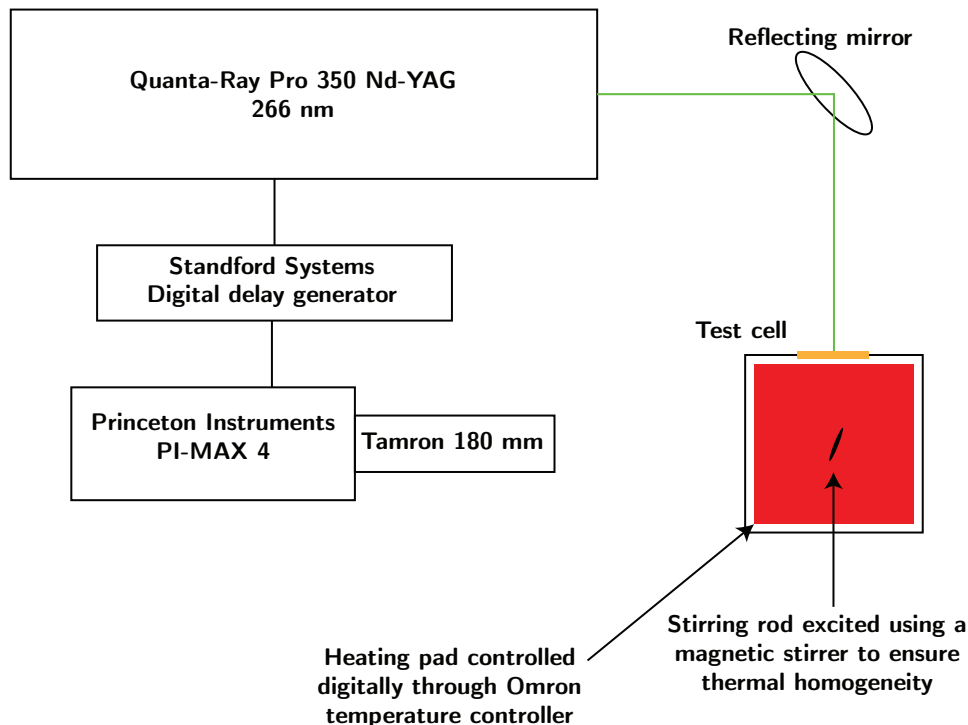 Quanta-Ray Pro 350 Nd-YAG
266 nm
Reflecting mirror
Standford Systems
Digital delay generator
Test cell
Princeton Instruments
PI-MAX 4
Tamron 180 mm
Heating pad controlled
digitally through Omron
temperature controller
Stirring rod excited using a
magnetic stirrer to ensure
thermal homogeneity